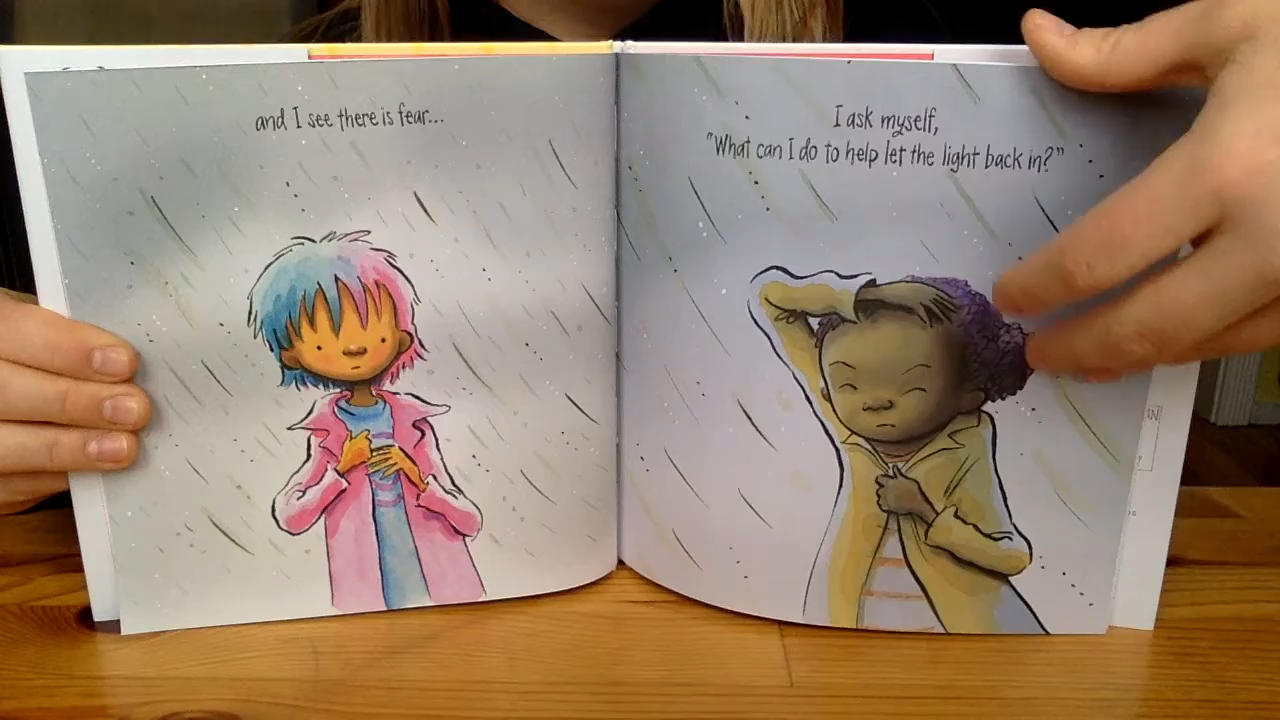 and I see there is fear...
I ask myself,
"What can I do to help let the light back in?"